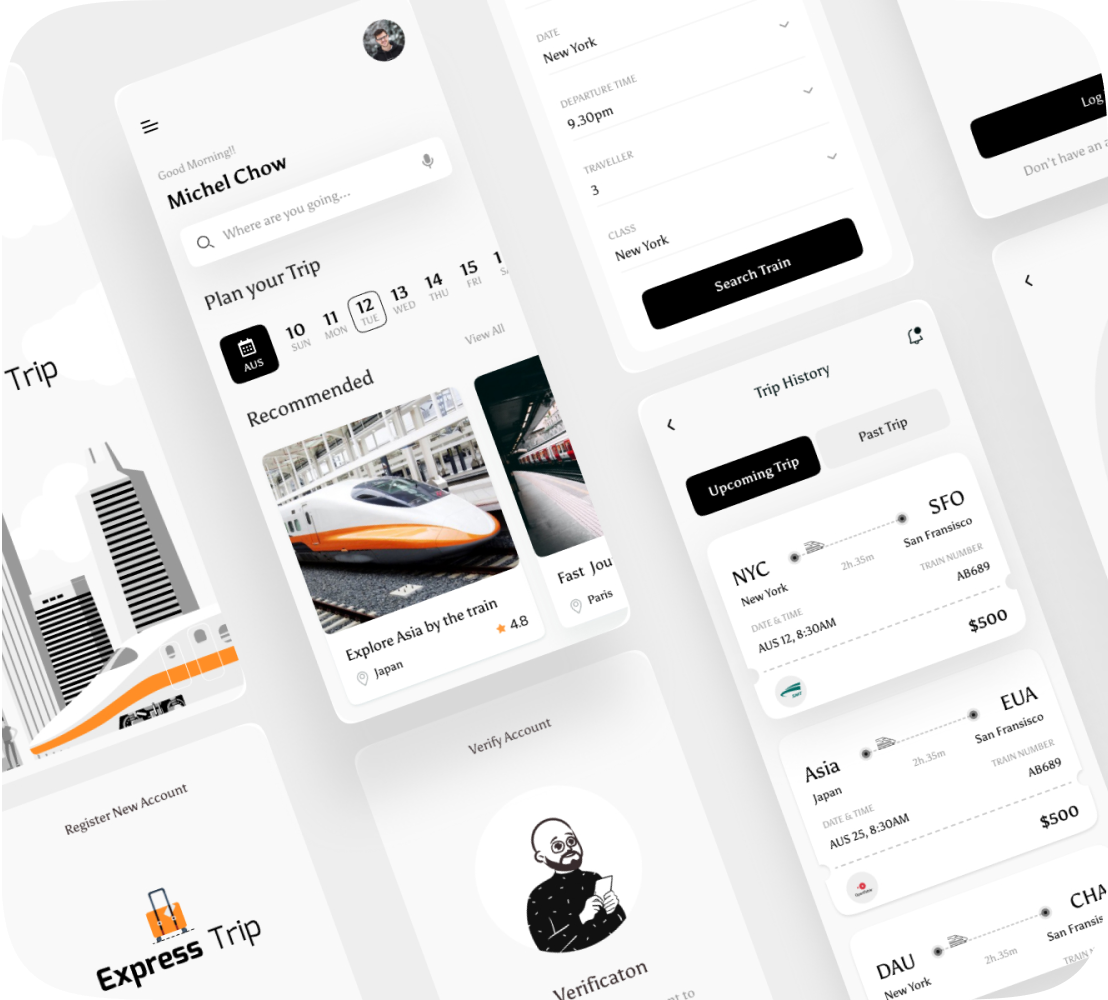 Trip
Good Morning!!
Michel Chow
Where are you going...
Plan your Trip
AUS
10 SUN
11 MON
12 TUE
13 WED
14 THU
15 FRI
View All
Recommended
Explore Asia by the train
4.8
Japan
Fast Jou
Paris
DATE
New York
DEPARTURE TIME
9.30pm
TRAVELLER
3
CLASS
New York
Search Train
Log
Don't have an a
Trip History
Upcoming Trip
Past Trip
NYC
SFO
New York
2h.35m
San Fransisco
DATE & TIME
TRAIN NUMBER
AUS 12, 8:30AM
AB689
$500
Asia
EUA
Japan
2h.35m
San Fransisco
DATE & TIME
TRAIN NUMBER
AUS 25, 8:30AM
AB689
$500
DAU
CHA
New York
2h.35m
San Fransis
TRAIN
Register New Account
Express Trip
Verify Account
Verificaton